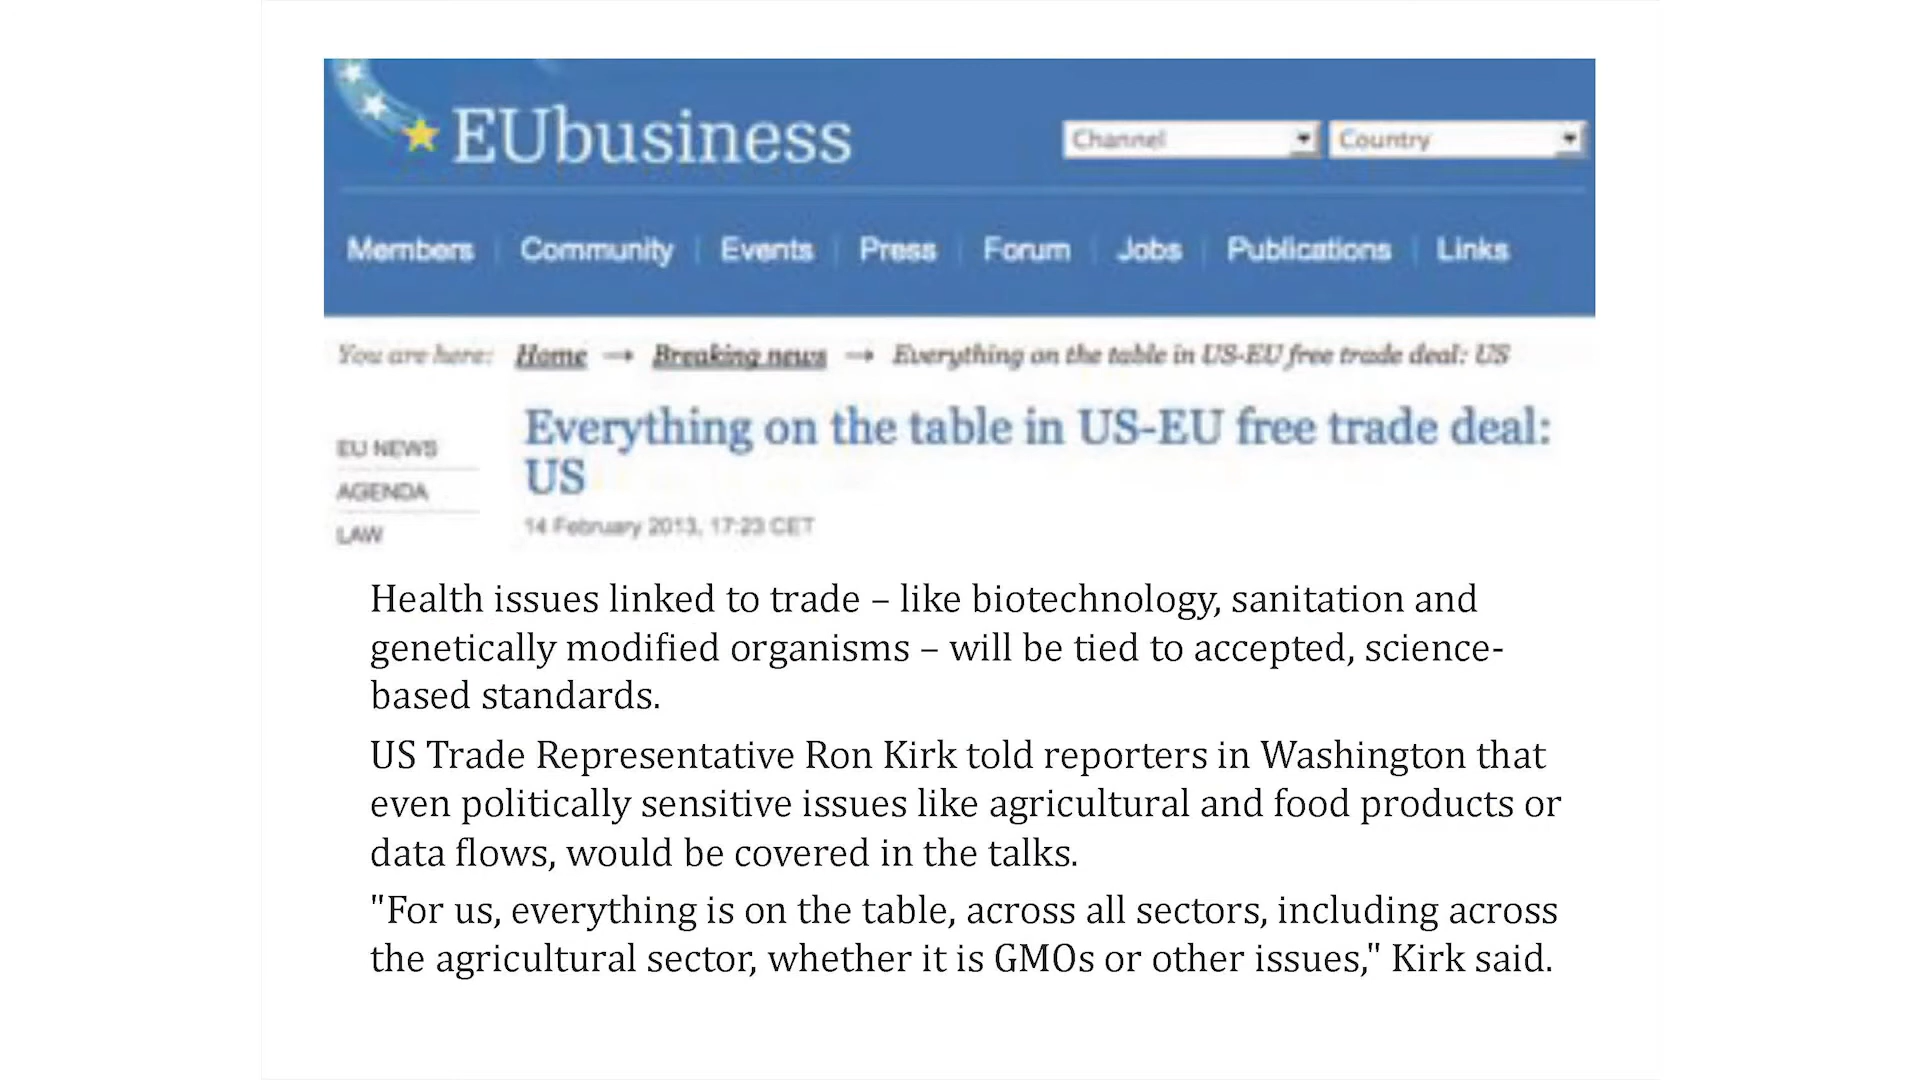 EUbusiness
Channel
Country
Members Community Events Press Forum Jobs Publications Links
You are here: Home → Breaking news → Everything on the table in US-EU free trade deal: US
Everything on the table in US-EU free trade deal:
US
14 February 2013, 17:23 CET
EU NEWS
AGENDA
LAW
Health issues linked to trade – like biotechnology, sanitation and
genetically modified organisms – will be tied to accepted, science-
based standards.
US Trade Representative Ron Kirk told reporters in Washington that
even politically sensitive issues like agricultural and food products or
data flows, would be covered in the talks.
"For us, everything is on the table, across all sectors, including across
the agricultural sector, whether it is GMOs or other issues," Kirk said.